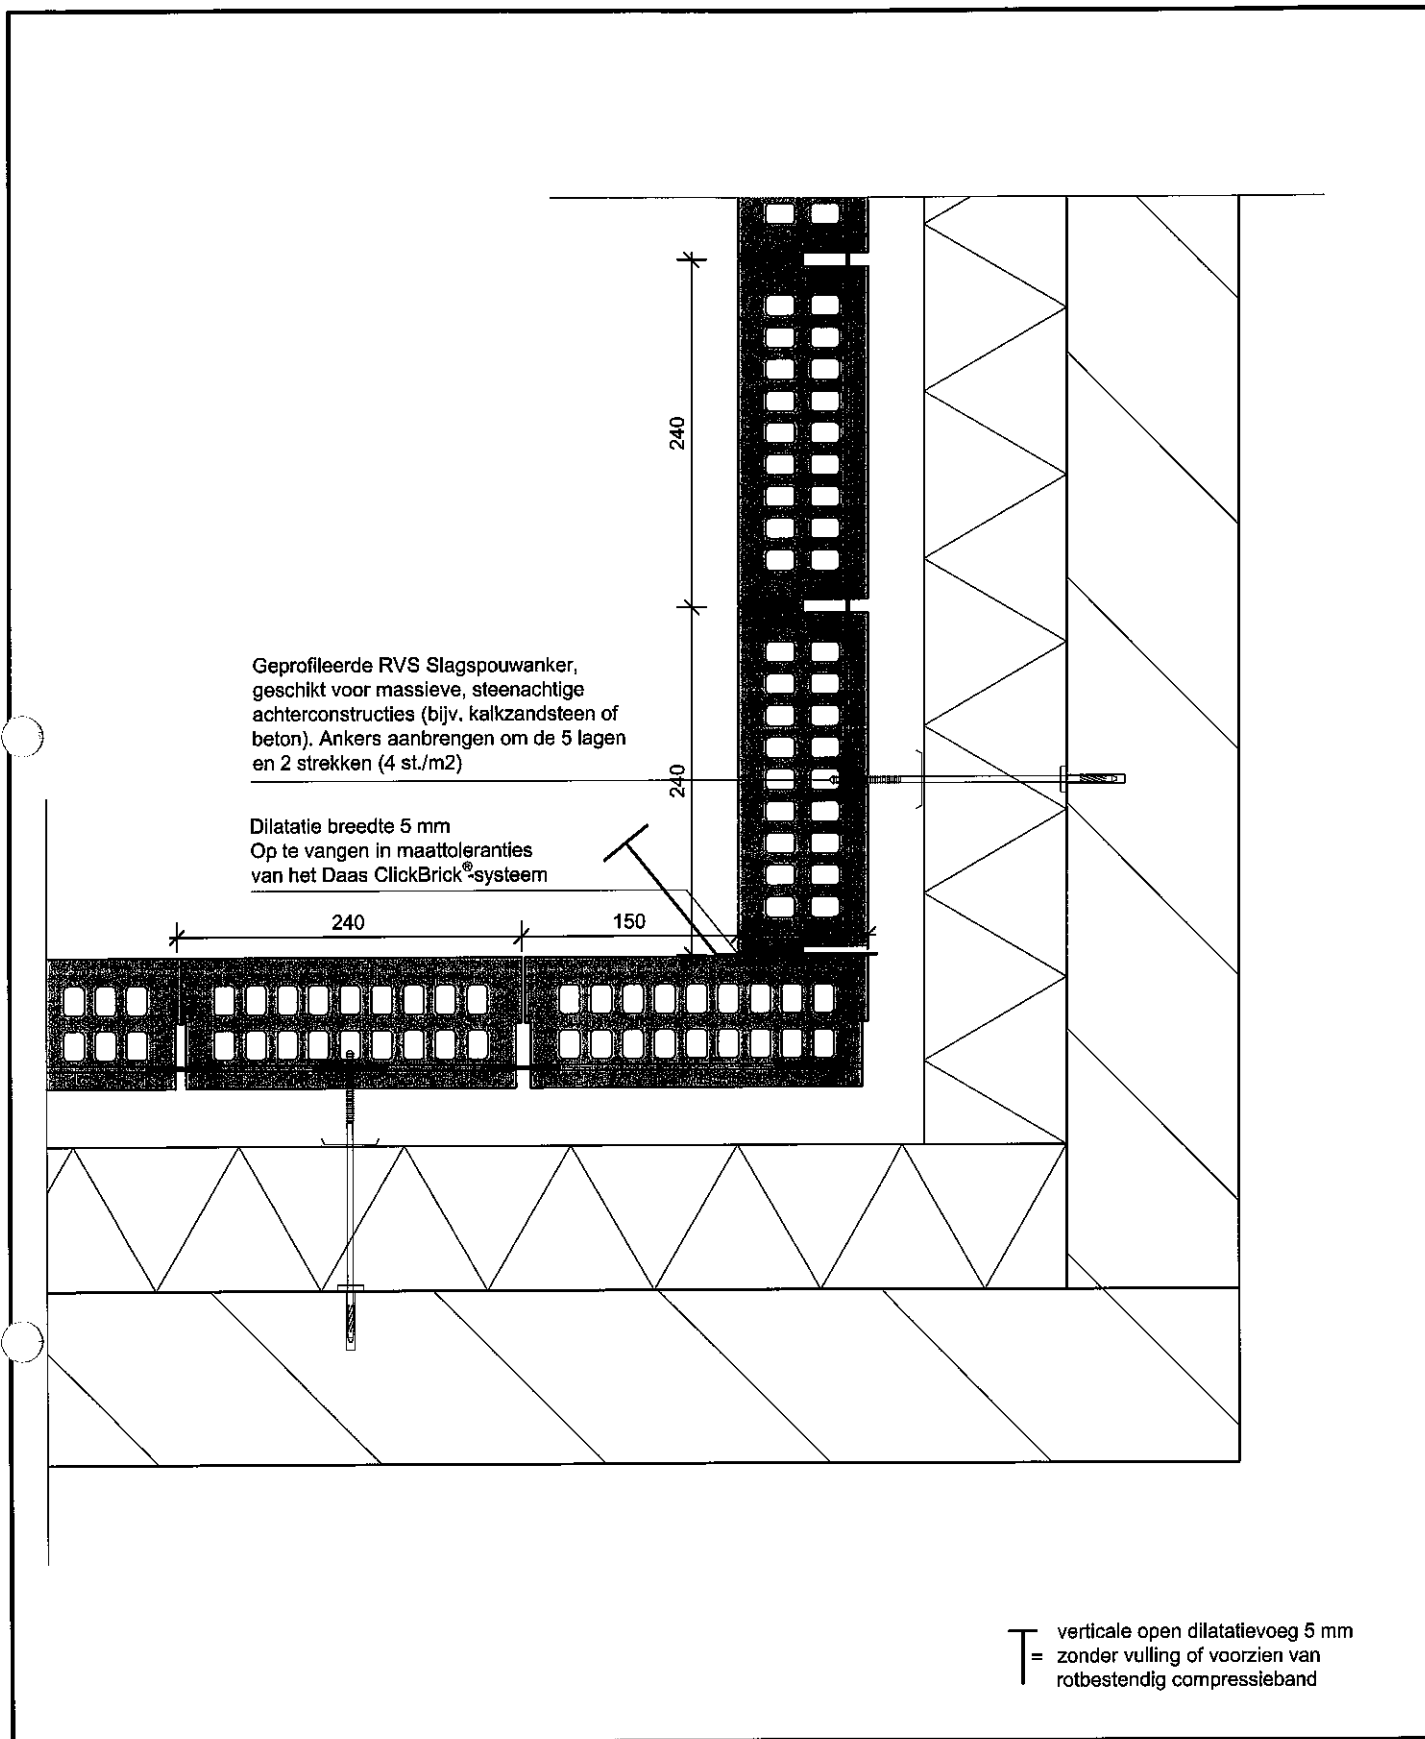 240
Geprofileerde RVS Slagspouwanker,
geschikt voor massieve, steenachtige
achterconstructies (bijv. kalkzandsteen of
beton). Ankers aanbrengen om de 5 lagen
en 2 strekken (4 st./m2)
240
Dilatatie breedte 5 mm
Op te vangen in maattoleranties
van het Daas ClickBrick®-systeem
240
150
verticale open dilatatievoeg 5 mm
= zonder vulling of voorzien van
rotbestendig compressieband